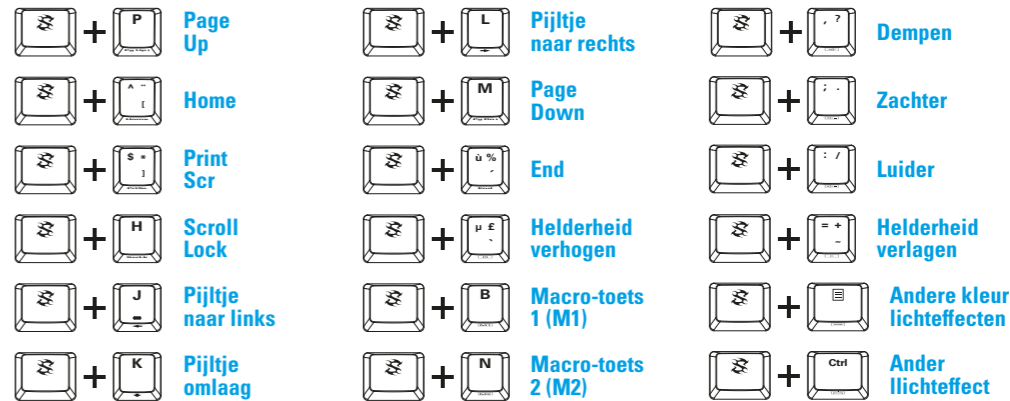 P
Page
Up
^ ¨
[
Home
$ *
]
Print
Scr
H
Scroll
Lock
J
Pijltje
naar links
K
Pijltje
omlaag
L
Pijltje
naar rechts
M
Page
Down
ù %
´
End
µ £
`
Helderheid
verhogen
B
Macro-toets
1 (M1)
N
Macro-toets
2 (M2)
, ?
Dempen
; .
Zachter
: /
Luider
= +
~
Helderheid
verlagen
Andere kleur
lichteffecten
Ctrl
Ander
llichteffect